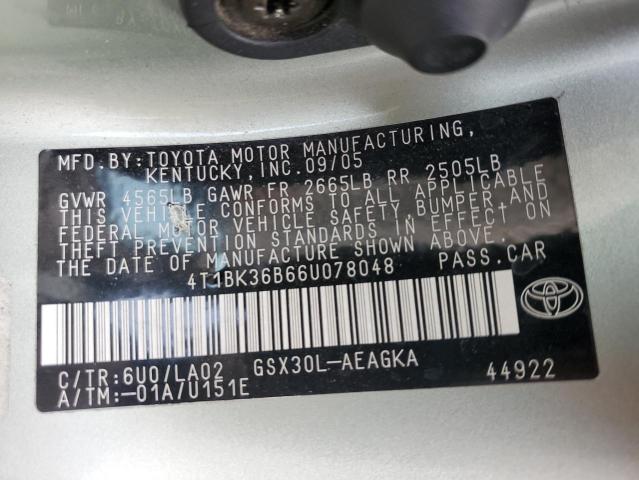 MFD.BY:TOYOTA MOTOR MANUFACTURING,
KENTUCKY,INC.09/05
GVWR 4565LB GAWR FR 2665LB RR 2505LB
THIS VEHICLE CONFORMS TO ALL APPLICABLE
FEDERAL MOTOR VEHICLE SAFETY,BUMPER,AND
THEFT PREVENTION STANDARDS IN EFFECT ON
THE DATE OF MANUFACTURE SHOWN ABOVE.
4T1BK36B66U078048 PASS.CAR
C/TR:6U0/LA02 GSX30L-AEAGKA
A/TM:-01A/U151E 44922